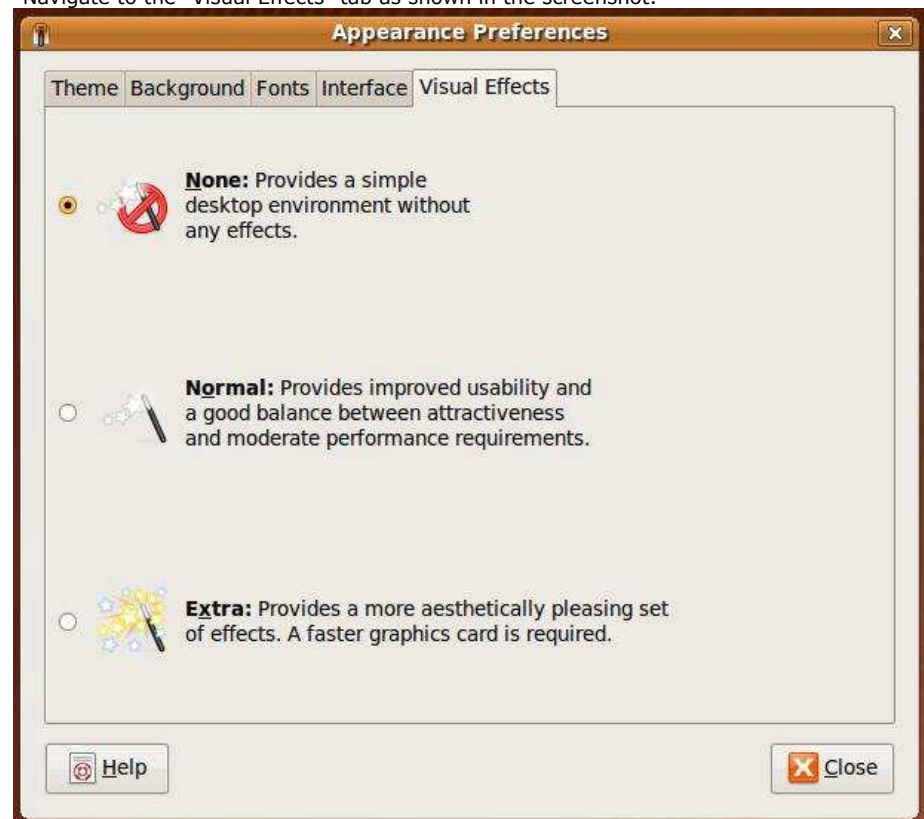 Navigate to the "Visual Effects" tab as shown in the screenshot.
Appearance Preferences
Theme Background Fonts Interface Visual Effects
None: Provides a simple
desktop environment without
any effects.
Normal: Provides improved usability and
a good balance between attractiveness
and moderate performance requirements.
Extra: Provides a more aesthetically pleasing set
of effects. A faster graphics card is required.
Help
Close